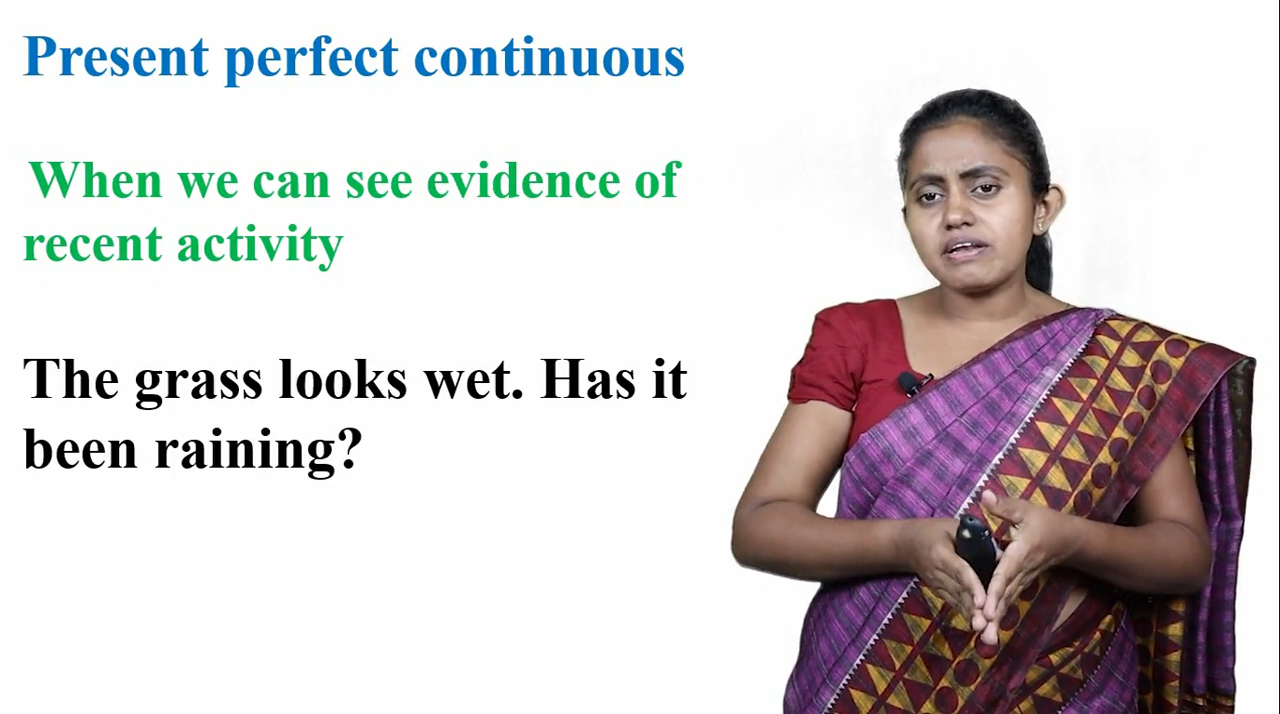 Present perfect continuous
When we can see evidence of
recent activity
The grass looks wet. Has it
been raining?